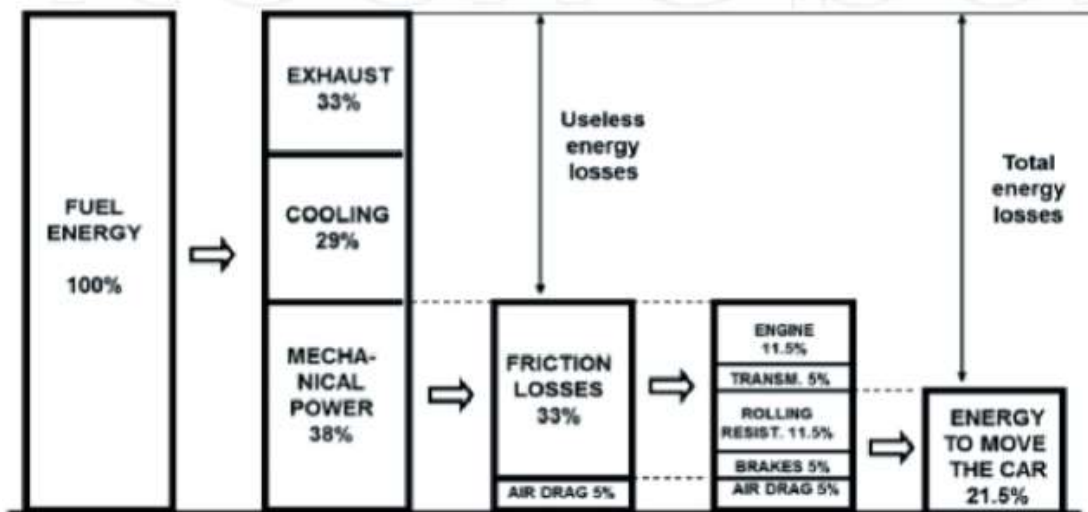 FUEL
ENERGY
100%
EXHAUST
33%
COOLING
29%
MECHA-
NICAL
POWER
38%
Useless
energy
losses
FRICTION
LOSSES
33%
AIR DRAG 5%
ENGINE
11.5%
TRANSM. 5%
ROLLING
RESIST. 11.5%
BRAKES 5%
AIR DRAG 5%
Total
energy
losses
ENERGY
TO MOVE
THE CAR
21.5%